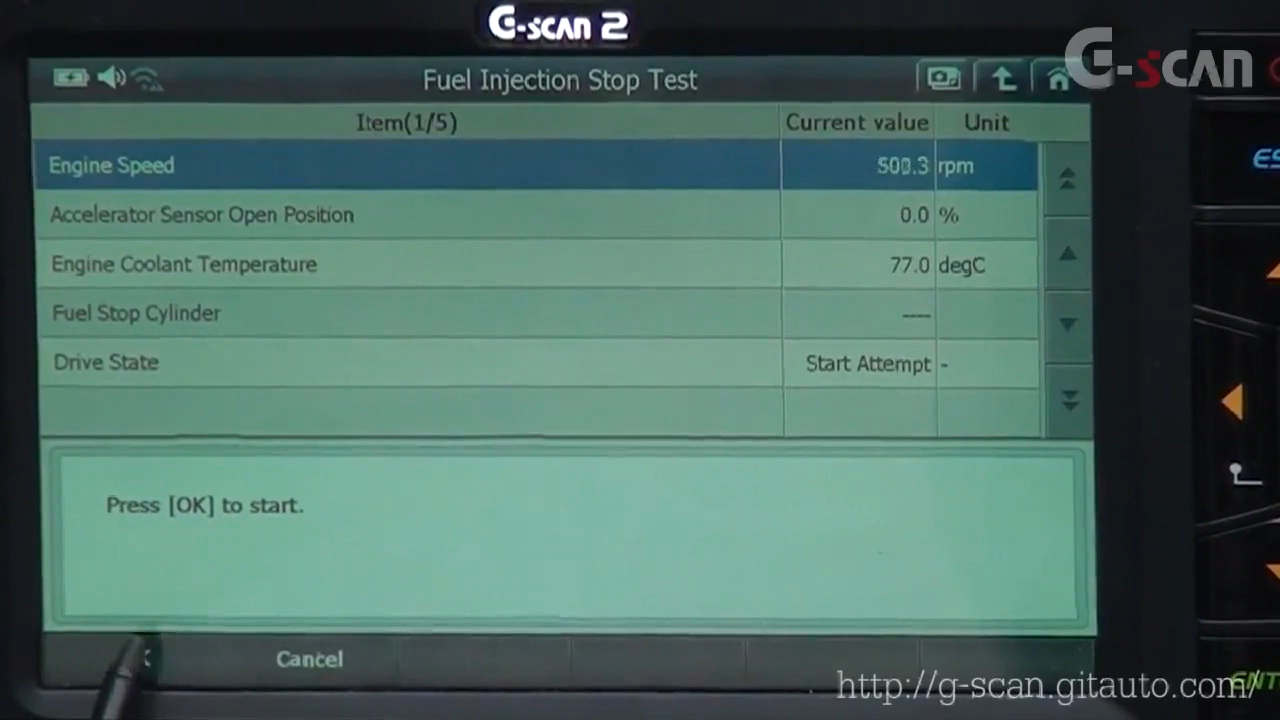 G-scan 2
G-scan
Fuel Injection Stop Test
Item(1/5) Current value Unit
Engine Speed 500.3 rpm
Accelerator Sensor Open Position 0.0 %
Engine Coolant Temperature 77.0 degC
Fuel Stop Cylinder ----
Drive State Start Attempt -
Press [OK] to start.
Cancel
http://g-scan.gitauto.com/